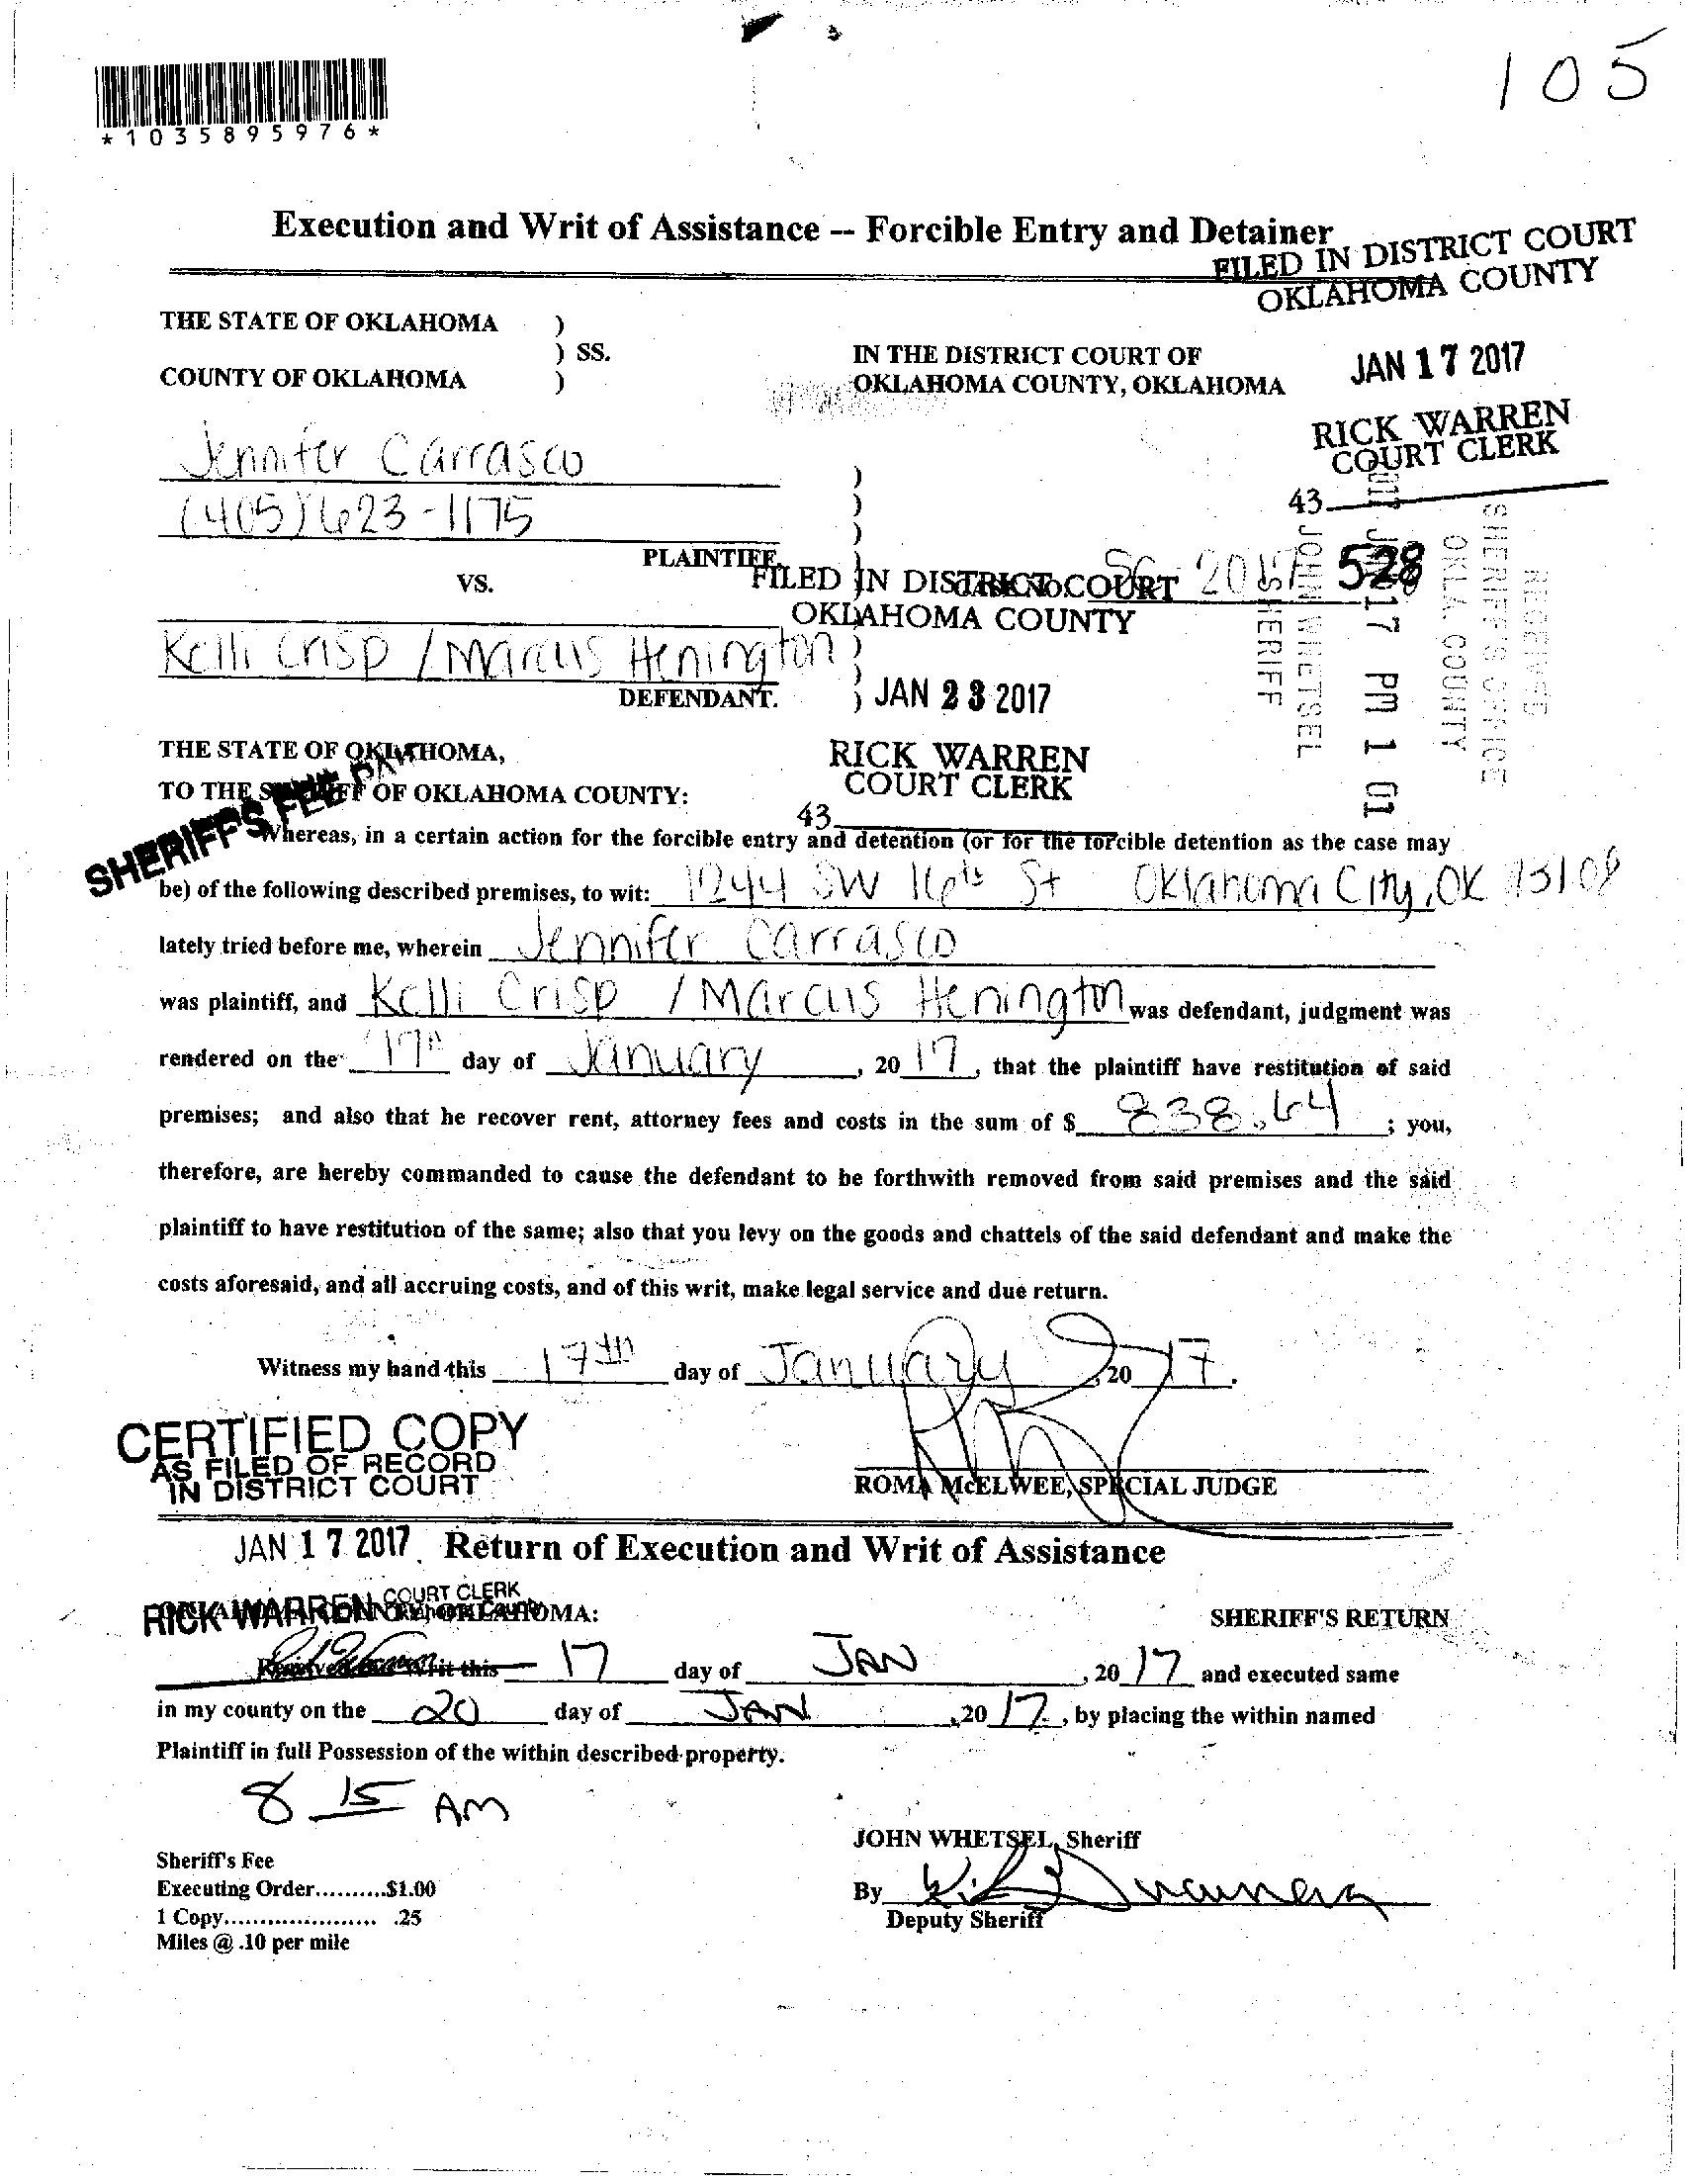 105
*1035895976*
Execution and Writ of Assistance -- Forcible Entry and Detainer
FILED IN DISTRICT COURT
OKLAHOMA COUNTY
JAN 17 2017
RICK WARREN
COURT CLERK
43
THE STATE OF OKLAHOMA )
) SS.
COUNTY OF OKLAHOMA )
IN THE DISTRICT COURT OF
OKLAHOMA COUNTY, OKLAHOMA
Jennifer Carrasco
(405) 623-1175
PLAINTIFF,
VS.
CASE NO. SC 2017 528
Kelli Crisp / Marcus Henington
DEFENDANT.
FILED IN DISTRICT COURT
OKLAHOMA COUNTY
JAN 23 2017
RICK WARREN
COURT CLERK
43
RECEIVED
SHERIFF'S OFFICE
OKLA. COUNTY
2017 JAN 17 PM 1 01
JOHN WHETSEL
SHERIFF
THE STATE OF OKLAHOMA,
TO THE SHERIFF OF OKLAHOMA COUNTY:
SHERIFF'S FEE PAID
Whereas, in a certain action for the forcible entry and detention (or for the forcible detention as the case may
be) of the following described premises, to wit: 1244 SW 16th St Oklahoma City, OK 73108
lately tried before me, wherein Jennifer Carrasco
was plaintiff, and Kelli Crisp / Marcus Henington was defendant, judgment was
rendered on the 17th day of January, 2017, that the plaintiff have restitution of said
premises; and also that he recover rent, attorney fees and costs in the sum of $ 838.64; you,
therefore, are hereby commanded to cause the defendant to be forthwith removed from said premises and the said
plaintiff to have restitution of the same; also that you levy on the goods and chattels of the said defendant and make the
costs aforesaid, and all accruing costs, and of this writ, make legal service and due return.
Witness my hand this 17th day of January, 2017.
ROMA McELWEE, SPECIAL JUDGE
CERTIFIED COPY
AS FILED OF RECORD
IN DISTRICT COURT
JAN 17 2017
RICK WARREN COURT CLERK
Oklahoma County
Return of Execution and Writ of Assistance
OKLAHOMA COUNTY, OKLAHOMA:
SHERIFF'S RETURN
Received this Writ this 17 day of JAN, 2017 and executed same
in my county on the 20 day of JAN, 2017, by placing the within named
Plaintiff in full Possession of the within described property.
8 15 AM
JOHN WHETSEL, Sheriff
By
Deputy Sheriff
Sheriff's Fee
Executing Order..........$1.00
1 Copy..................... .25
Miles @ .10 per mile